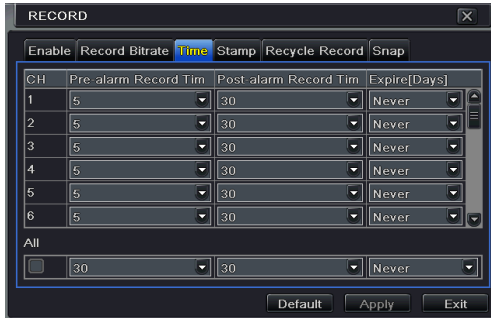 RECORD
Enable Record Bitrate Time Stamp Recycle Record Snap
CH Pre-alarm Record Tim Post-alarm Record Tim Expire[Days]
1 5 30 Never
2 5 30 Never
3 5 30 Never
4 5 30 Never
5 5 30 Never
6 5 30 Never
All
30 30 Never
Default Apply Exit